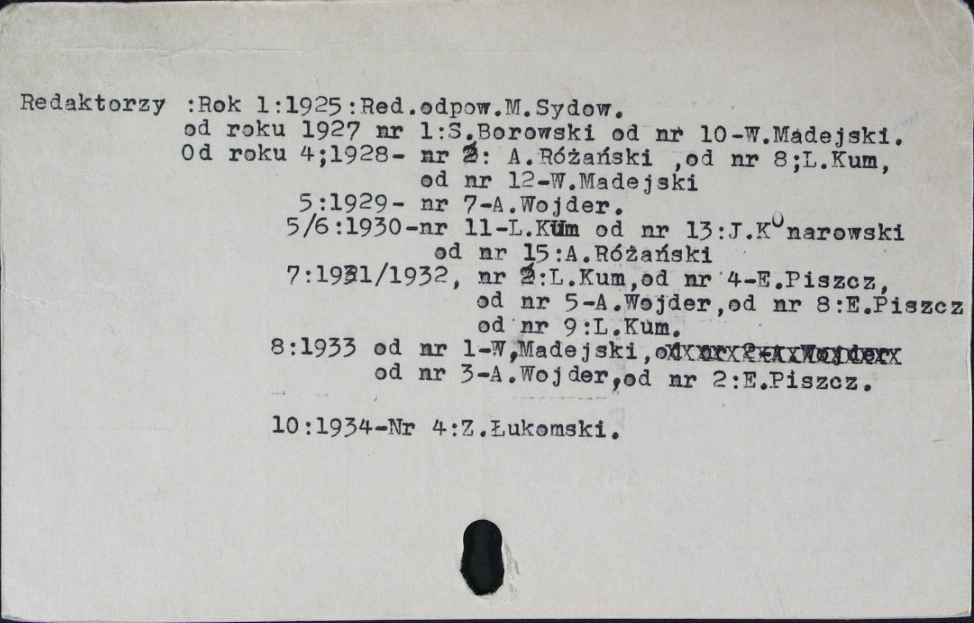 Redaktorzy :Rok 1:1925:Red.odpow.M.Sydow.
od roku 1927 nr 1:S.Borowski od nr 10-W.Madejski.
Od roku 4;1928- nr 2: A.Różański ,od nr 8;L.Kum,
od nr 12-W.Madejski
5:1929- nr 7-A.Wojder.
5/6:1930-nr 11-L.Kum od nr 13:J.Konarowski
od nr 15:A.Różański
7:1931/1932, nr 2:L.Kum,od nr 4-E.Piszcz,
od nr 5-A.Wojder,od nr 8:E.Piszcz
od nr 9:L.Kum.
8:1933 od nr 1-W,Madejski,
od nr 3-A.Wojder,od nr 2:E.Piszcz.
10:1934-Nr 4:Z.Łukomski.